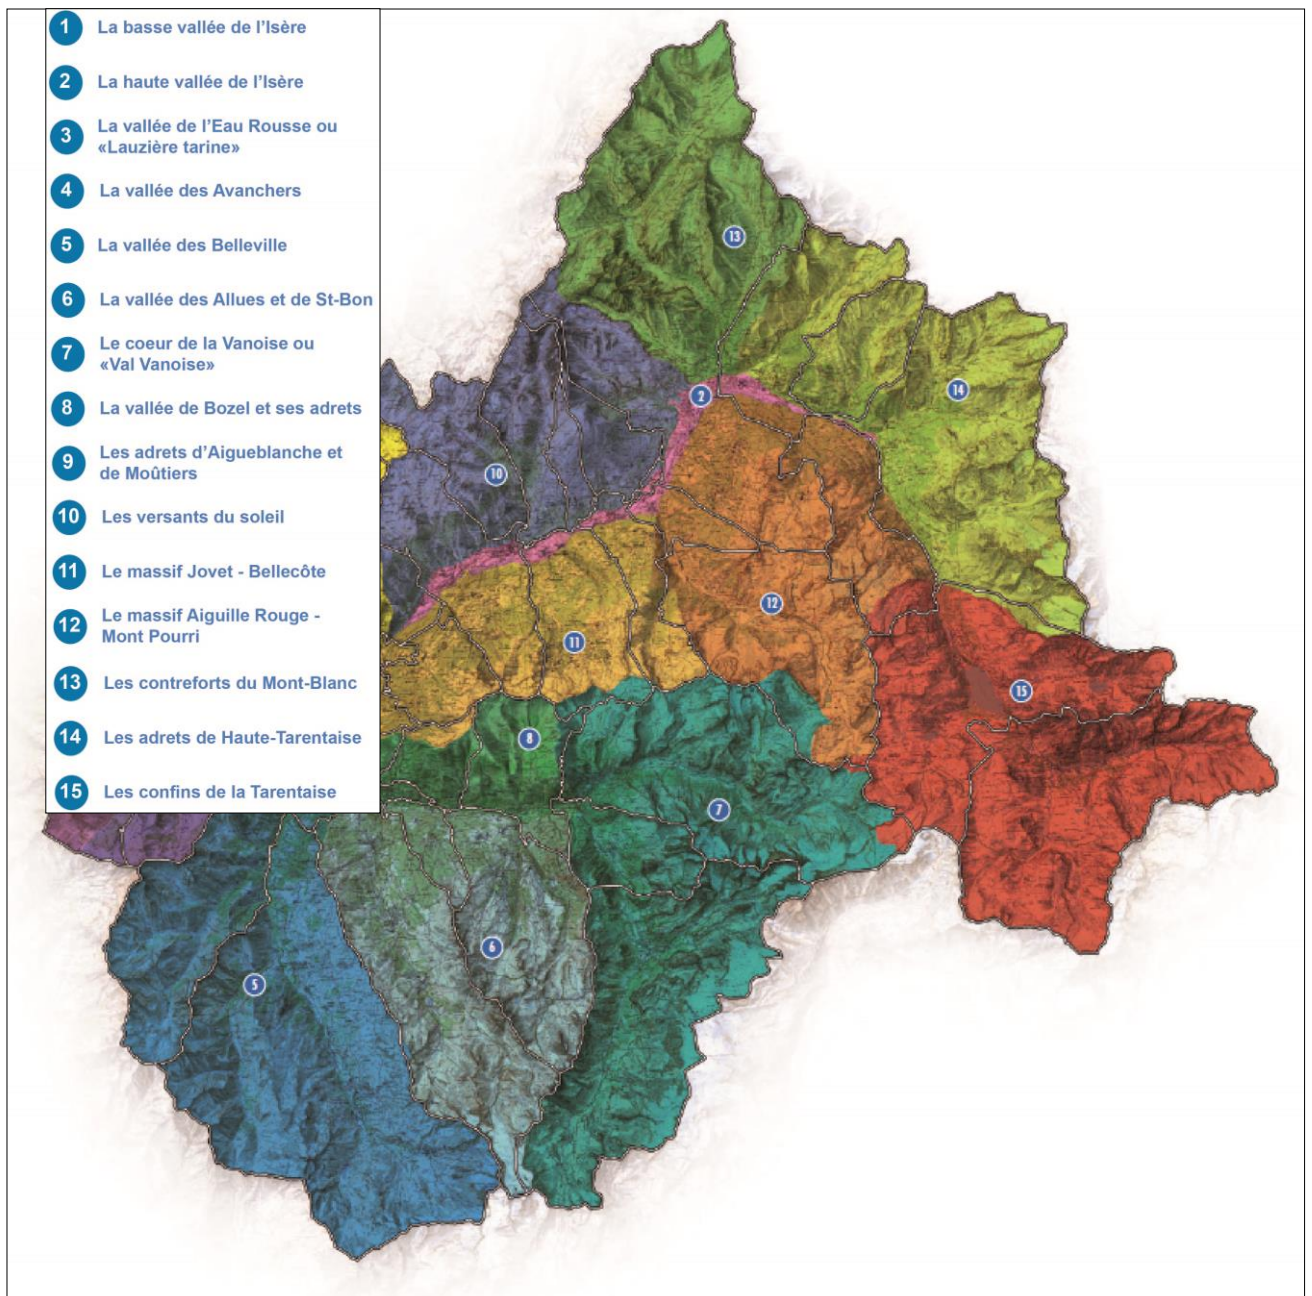 1 La basse vallée de l'Isère
2 La haute vallée de l'Isère
3 La vallée de l'Eau Rousse ou
«Lauzière tarine»
4 La vallée des Avanchers
5 La vallée des Belleville
6 La vallée des Allues et de St-Bon
7 Le coeur de la Vanoise ou
«Val Vanoise»
8 La vallée de Bozel et ses adrets
9 Les adrets d'Aigueblanche et
de Moûtiers
10 Les versants du soleil
11 Le massif Jovet - Bellecôte
12 Le massif Aiguille Rouge -
Mont Pourri
13 Les contreforts du Mont-Blanc
14 Les adrets de Haute-Tarentaise
15 Les confins de la Tarentaise
13
14
2
10
12
11
15
8
7
6
5